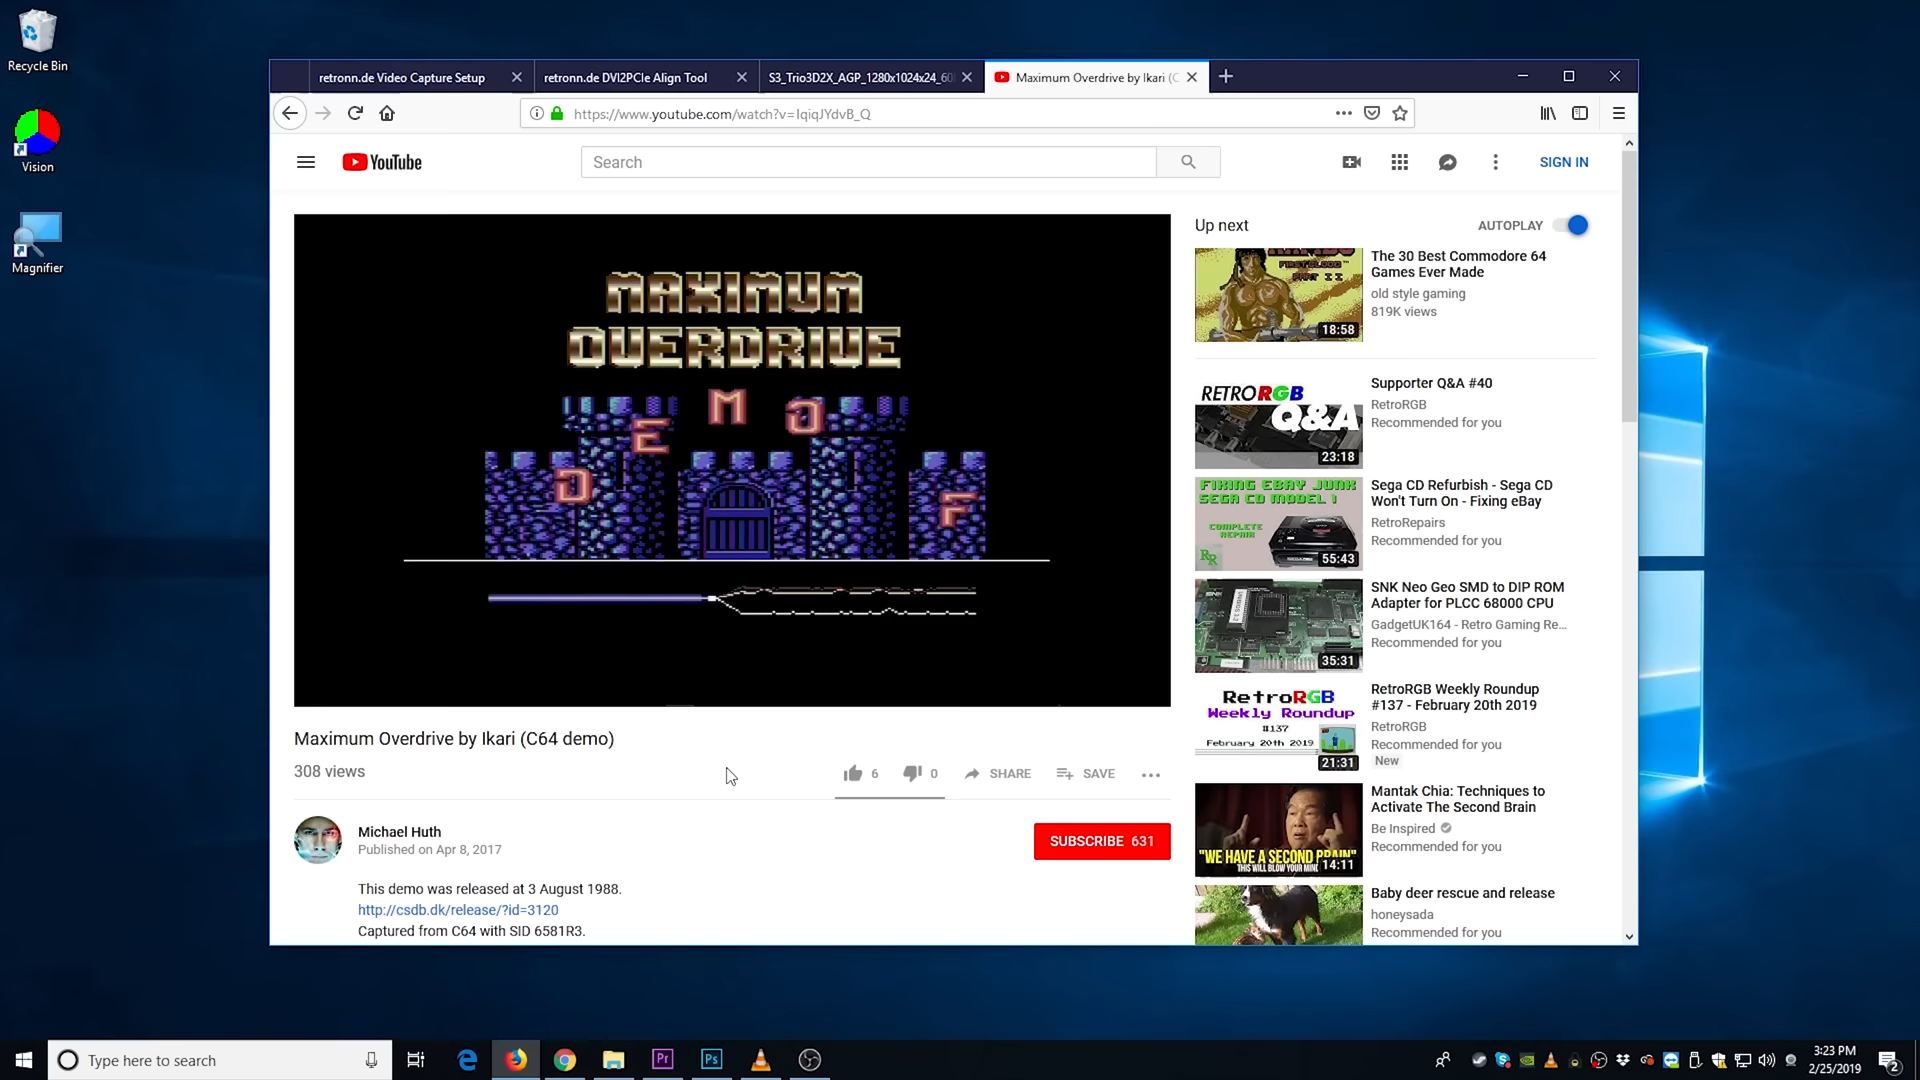 Recycle Bin
Vision
Magnifier
retronn.de Video Capture Setup
retronn.de DVI2PCIe Align Tool
S3_Trio3D2X_AGP_1280x1024x24_60
Maximum Overdrive by Ikari (C
https://www.youtube.com/watch?v=IqiqJYdvB_Q
YouTube
Search
SIGN IN
MAXIMUM
OVERDRIVE
D E M O F
Maximum Overdrive by Ikari (C64 demo)
308 views
6
0
SHARE
SAVE
Michael Huth
Published on Apr 8, 2017
SUBSCRIBE 631
This demo was released at 3 August 1988.
http://csdb.dk/release/?id=3120
Captured from C64 with SID 6581R3.
Up next
AUTOPLAY
FIRST BLOOD
PART II
18:58
The 30 Best Commodore 64
Games Ever Made
old style gaming
819K views
RETRORGB
Q&A
23:18
Supporter Q&A #40
RetroRGB
Recommended for you
FIXING EBAY JUNK
SEGA CD MODEL 1
COMPLETE
REPAIR
RR
55:43
Sega CD Refurbish - Sega CD
Won't Turn On - Fixing eBay
RetroRepairs
Recommended for you
35:31
SNK Neo Geo SMD to DIP ROM
Adapter for PLCC 68000 CPU
GadgetUK164 - Retro Gaming Re...
Recommended for you
RetroRGB
Weekly Roundup
#137
February 20th 2019
21:31
RetroRGB Weekly Roundup
#137 - February 20th 2019
RetroRGB
Recommended for you
New
"WE HAVE A SECOND BRAIN"
THIS WILL BLOW YOUR MIND
14:11
Mantak Chia: Techniques to
Activate The Second Brain
Be Inspired
Recommended for you
Baby deer rescue and release
honeysada
Recommended for you
Type here to search
Pr
Ps
3:23 PM
2/25/2019
2